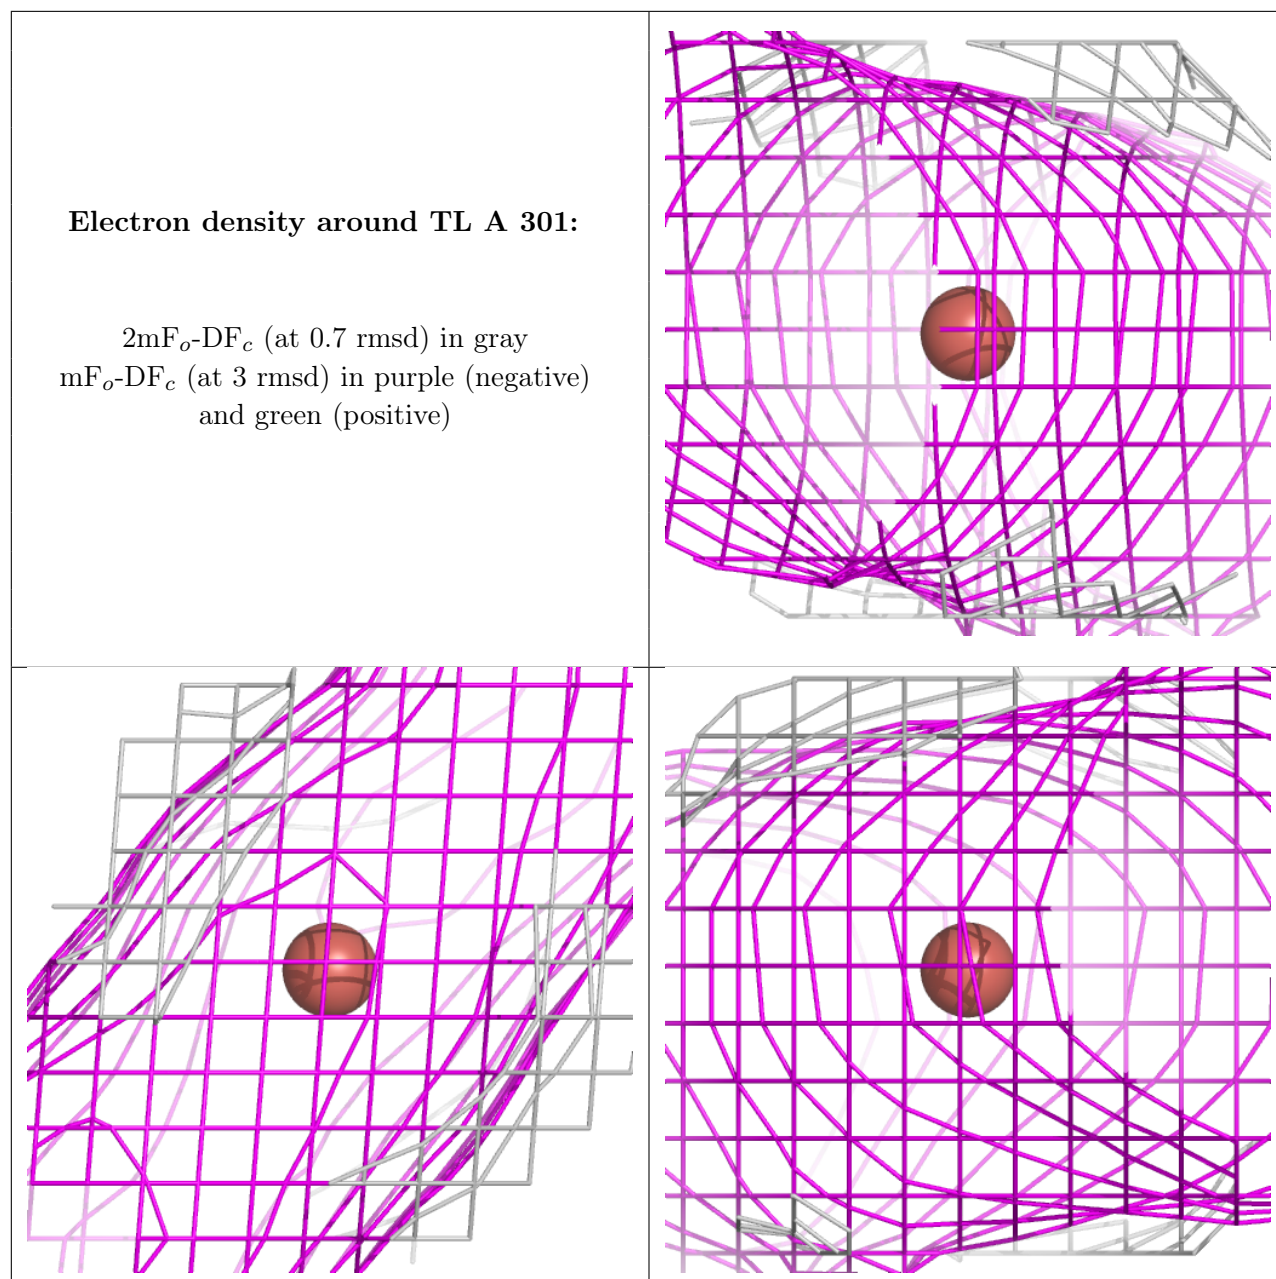 Electron density around TL A 301:
2mFo-DFc (at 0.7 rmsd) in gray
mFo-DFc (at 3 rmsd) in purple (negative)
and green (positive)